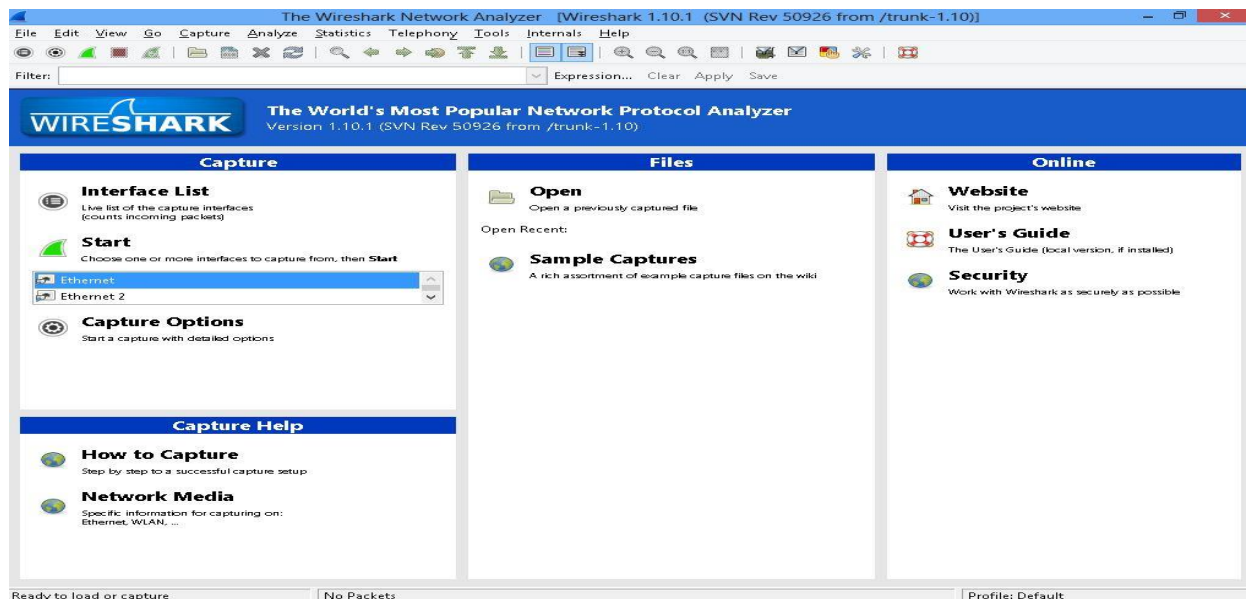 The Wireshark Network Analyzer [Wireshark 1.10.1 (SVN Rev 50926 from /trunk-1.10)]
File Edit View Go Capture Analyze Statistics Telephony Tools Internals Help
Filter: Expression... Clear Apply Save
WIRESHARK
The World's Most Popular Network Protocol Analyzer
Version 1.10.1 (SVN Rev 50926 from /trunk-1.10)
Capture
Interface List
Live list of the capture interfaces
(counts incoming packets)
Start
Choose one or more interfaces to capture from, then Start
Ethernet
Ethernet 2
Capture Options
Start a capture with detailed options
Capture Help
How to Capture
Step by step to a successful capture setup
Network Media
Specific information for capturing on:
Ethernet, WLAN, ...
Files
Open
Open a previously captured file
Open Recent:
Sample Captures
A rich assortment of example capture files on the wiki
Online
Website
Visit the project's website
User's Guide
The User's Guide (local version, if installed)
Security
Work with Wireshark as securely as possible
Ready to load or capture No Packets Profile: Default